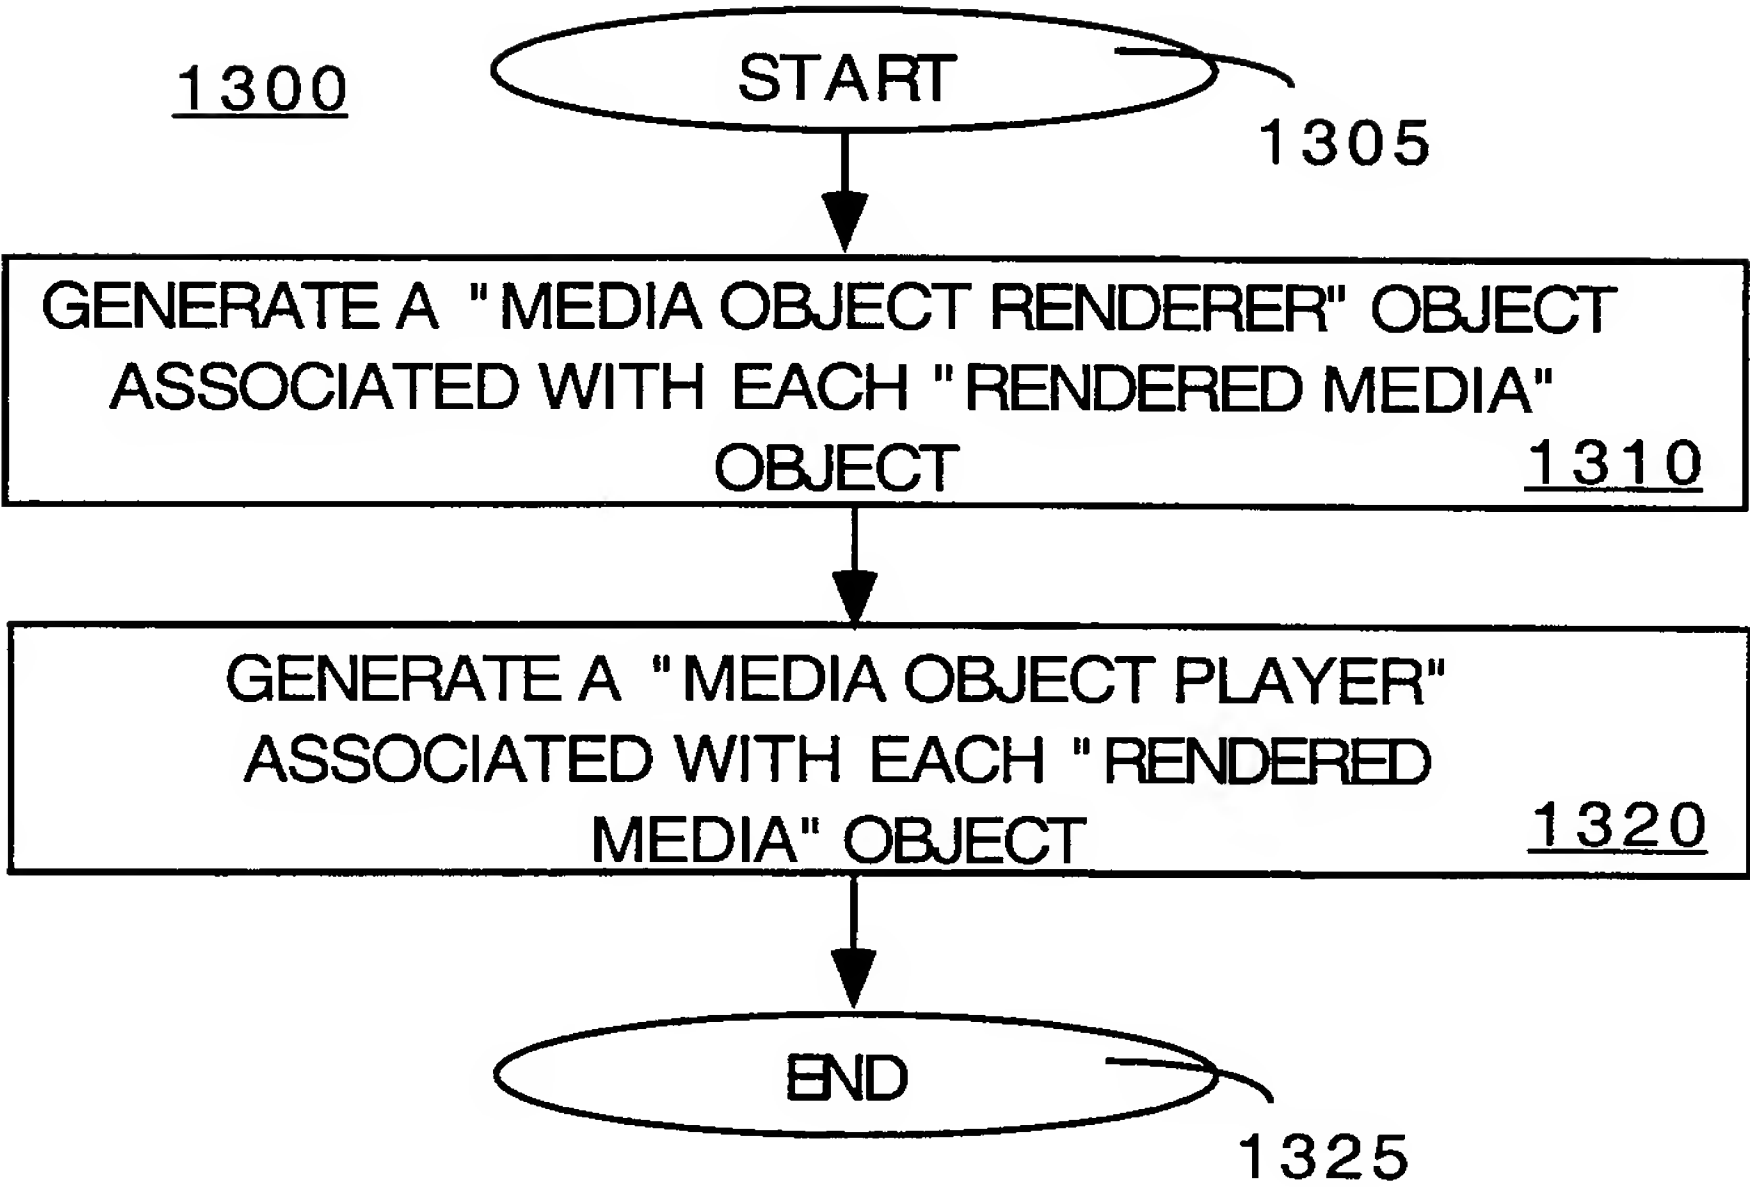 1300
START
1305
GENERATE A "MEDIA OBJECT RENDERER" OBJECT
ASSOCIATED WITH EACH "RENDERED MEDIA"
OBJECT
1310
GENERATE A "MEDIA OBJECT PLAYER"
ASSOCIATED WITH EACH "RENDERED
MEDIA" OBJECT
1320
END
1325